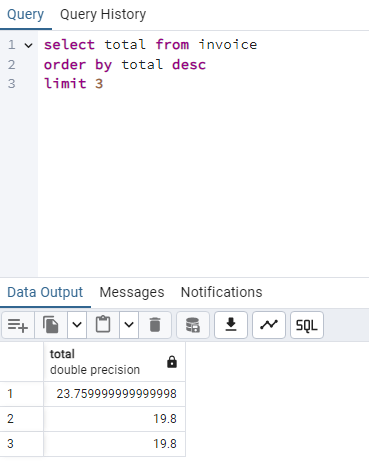 Query Query History
1 select total from invoice
2 order by total desc
3 limit 3
Data Output Messages Notifications
SQL
total
double precision
1 23.759999999999998
2 19.8
3 19.8